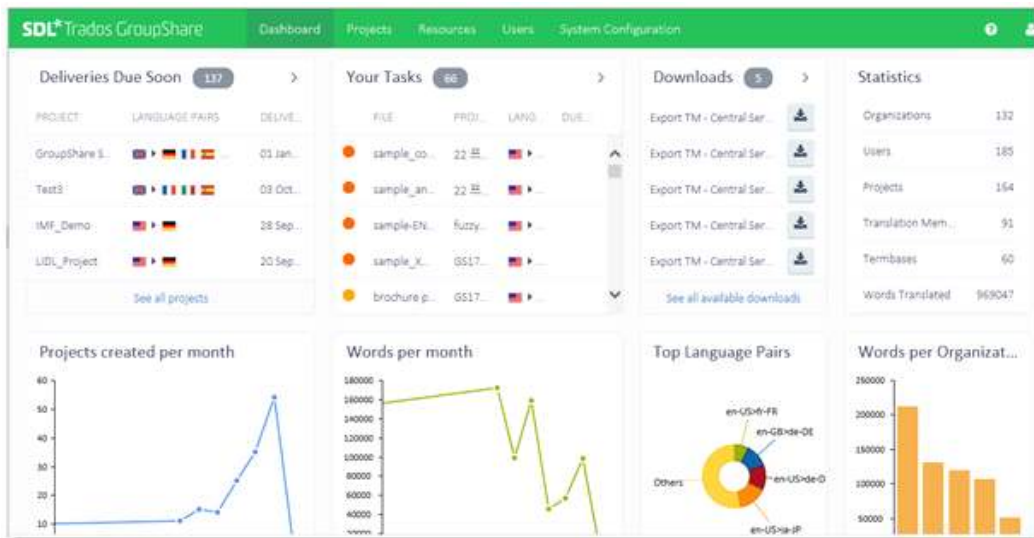 SDL* Trados GroupShare Dashboard Projects Resources Users System Configuration
Deliveries Due Soon 137 >
PROJECT LANGUAGE PAIRS DELIVE...
GroupShare S... 01 Jan...
Test3 03 Oct...
IMF_Demo 28 Sep...
LIDL_Project 20 Sep...
See all projects
Your Tasks 66 >
FILE PROJ... LANG... DUE...
sample_co... 22 프...
sample_an... 22 프...
sample-EN... fuzzy...
sample_X... GS17...
brochure p... GS17...
Downloads 5 >
Export TM - Central Ser...
Export TM - Central Ser...
Export TM - Central Ser...
Export TM - Central Ser...
Export TM - Central Ser...
See all available downloads
Statistics
Organizations 132
Users 185
Projects 164
Translation Mem... 91
Termbases 60
Words Translated 969047
Projects created per month
60
50
40
30
20
10
Words per month
180000
160000
140000
120000
100000
80000
60000
40000
20000
Top Language Pairs
en-US>fr-FR
en-GB>de-DE
en-US>de-D
Others
en-US>ja-JP
Words per Organizat...
250000
200000
150000
100000
50000